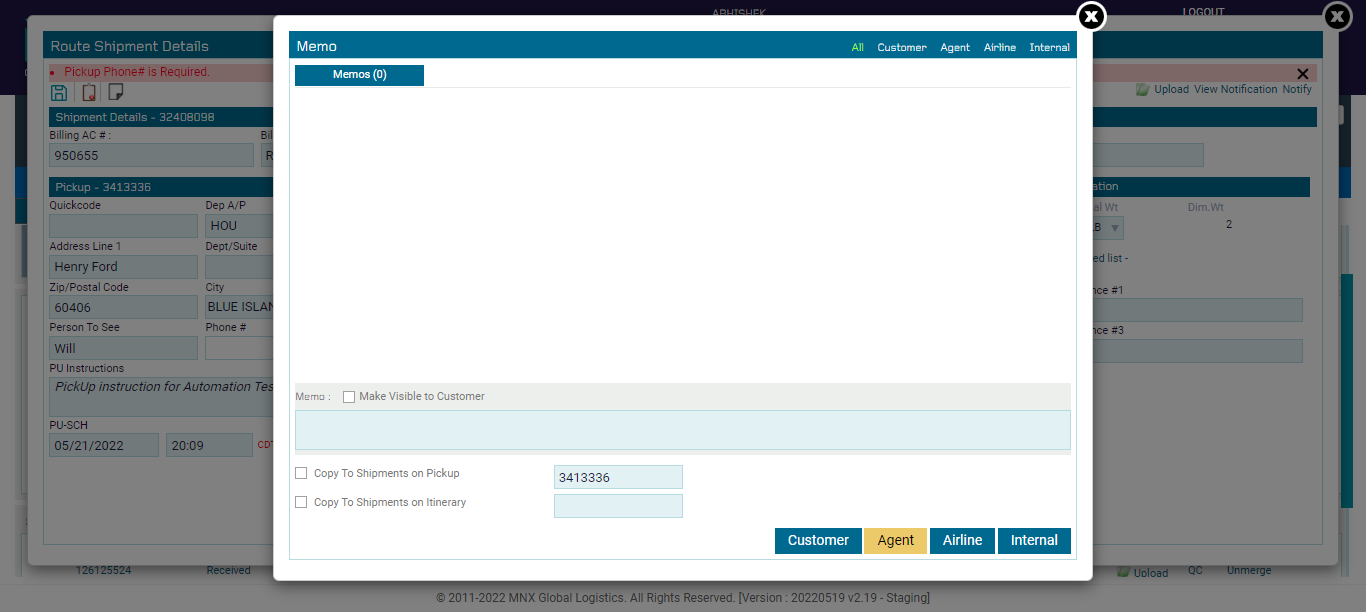 ABHISHEK
LOGOUT
Route Shipment Details
Memo
All Customer Agent Airline Internal
Pickup Phone# is Required.
Memos (0)
Upload View Notification Notify
Shipment Details - 32408098
Billing AC # :
Bil
950655
R
Pickup - 3413336
ation
Quickcode
Dep A/P
al Wt
Dim.Wt
HOU
LB
2
Address Line 1
Dept/Suite
Henry Ford
ed list -
Zip/Postal Code
City
nce #1
60406
BLUE ISLAN
Person To See
Phone #
nce #3
Will
PU Instructions
PickUp instruction for Automation Tes
Memo :
Make Visible to Customer
PU-SCH
05/21/2022
20:09
CDT
Copy To Shipments on Pickup
3413336
Copy To Shipments on Itinerary
Customer
Agent
Airline
Internal
126125524
Received
Upload
QC
Unmerge
© 2011-2022 MNX Global Logistics. All Rights Reserved. [Version : 20220519 v2.19 - Staging]